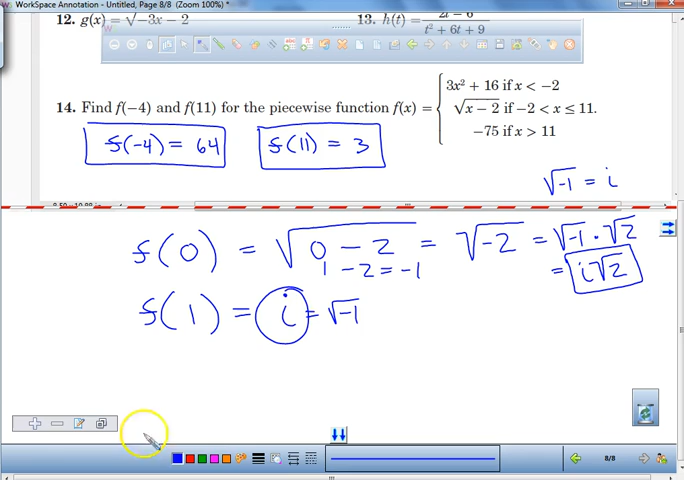 WorkSpace Annotation - Untitled, Page 8/8 (Zoom 100%)
12. g(x) = √-3x - 2
13. h(t) =
t² + 6t + 9
3x² + 16 if x < -2
14. Find f(-4) and f(11) for the piecewise function f(x) = { √x - 2 if -2 < x ≤ 11.
-75 if x > 11
f(-4) = 64
f(11) = 3
√-1 = i
f(0) = √0 - 2 = √-2 = √-1 · √2
1 - 2 = -1
= i√2
f(1) = i = √-1
8/8